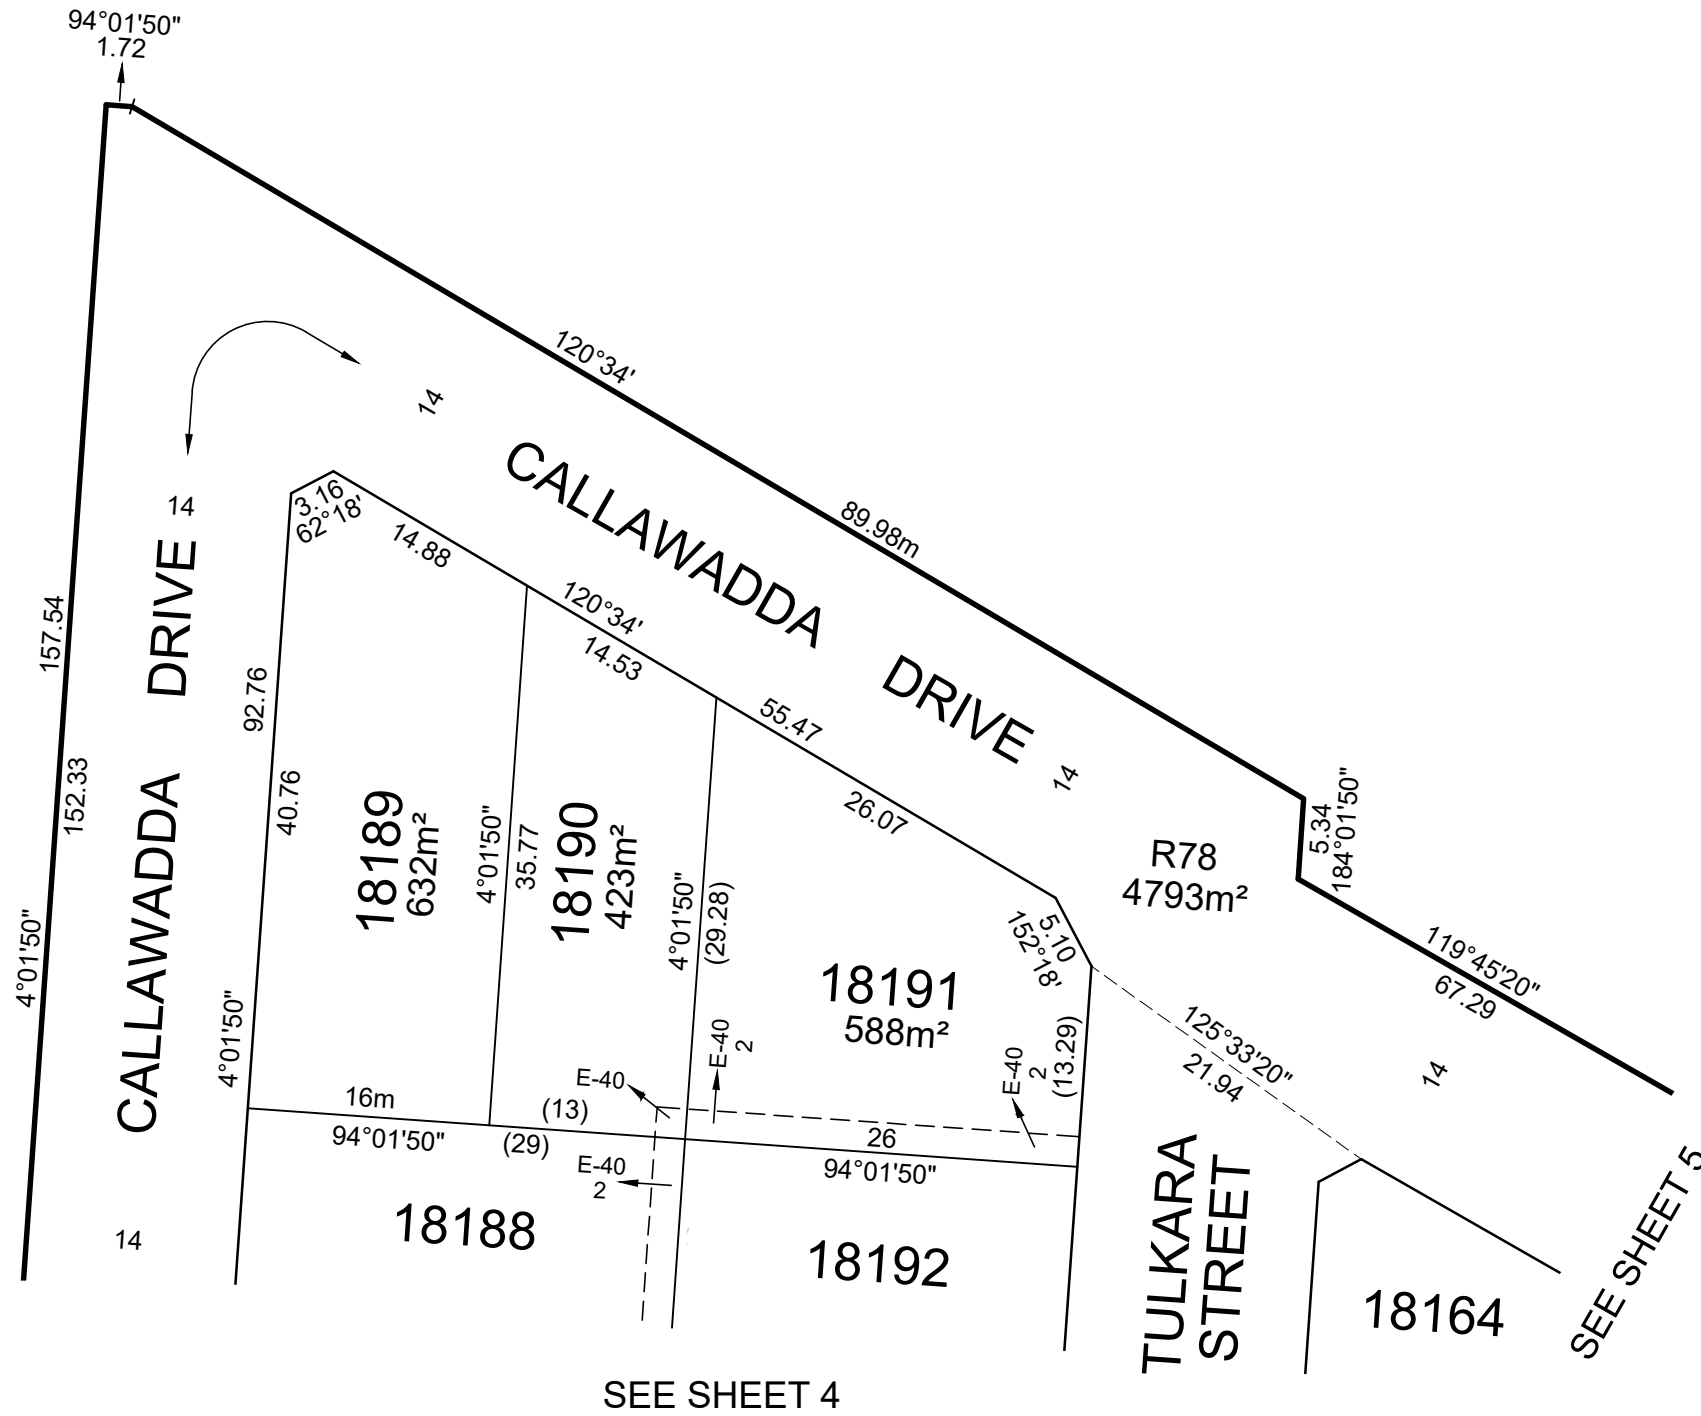 94°01'50"
1.72
120°34'
14
CALLAWADDA DRIVE
89.98m
14
3.16
62°18'
14.88
120°34'
14.53
55.47
26.07
14
157.54
152.33
4°01'50"
CALLAWADDA DRIVE
14
92.76
40.76
4°01'50"
18189
632m²
4°01'50"
35.77
18190
423m²
4°01'50"
(29.28)
18191
588m²
5.10
152°18'
R78
4793m²
5.34
184°01'50"
119°45'20"
67.29
125°33'20"
21.94
14
E-40
2
E-40
2
(13.29)
E-40
16m
94°01'50"
(13)
(29)
26
94°01'50"
E-40
2
18188
18192
TULKARA
STREET
18164
SEE SHEET 5
SEE SHEET 4